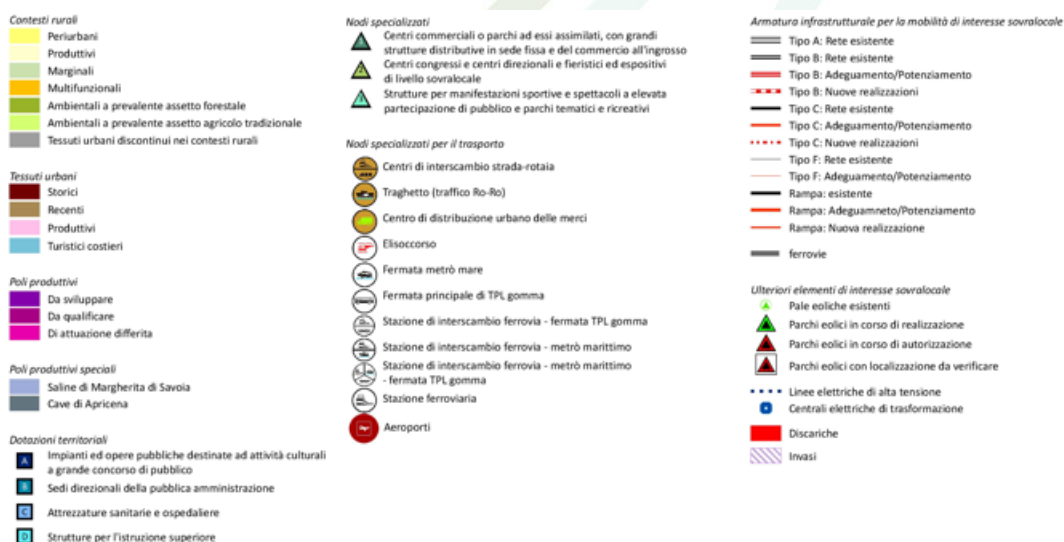 Contesti rurali
Periurbani
Produttivi
Marginali
Multifunzionali
Ambientali a prevalente assetto forestale
Ambientali a prevalente assetto agricolo tradizionale
Tessuti urbani discontinui nei contesti rurali
Tessuti urbani
Storici
Recenti
Produttivi
Turistici costieri
Poli produttivi
Da sviluppare
Da qualificare
Di attuazione differita
Poli produttivi speciali
Saline di Margherita di Savoia
Cave di Apricena
Dotazioni territoriali
A
Impianti ed opere pubbliche destinate ad attività culturali
a grande concorso di pubblico
B
Sedi direzionali della pubblica amministrazione
C
Attrezzature sanitarie e ospedaliere
D
Strutture per l'istruzione superiore
Nodi specializzati
Centri commerciali o parchi ad essi assimilati, con grandi
strutture distributive in sede fissa e del commercio all'ingrosso
Centri congressi e centri direzionali e fieristici ed espositivi
di livello sovralocale
Strutture per manifestazioni sportive e spettacoli a elevata
partecipazione di pubblico e parchi tematici e ricreativi
Nodi specializzati per il trasporto
Centri di interscambio strada-rotaia
Traghetto (traffico Ro-Ro)
Centro di distribuzione urbano delle merci
Elisoccorso
Fermata metrò mare
Fermata principale di TPL gomma
Stazione di interscambio ferrovia - fermata TPL gomma
Stazione di interscambio ferrovia - metrò marittimo
Stazione di interscambio ferrovia - metrò marittimo
- fermata TPL gomma
Stazione ferroviaria
Aeroporti
Armatura infrastrutturale per la mobilità di interesse sovralocale
Tipo A: Rete esistente
Tipo B: Rete esistente
Tipo B: Adeguamento/Potenziamento
Tipo B: Nuove realizzazioni
Tipo C: Rete esistente
Tipo C: Adeguamento/Potenziamento
Tipo C: Nuove realizzazioni
Tipo F: Rete esistente
Tipo F: Adeguamento/Potenziamento
Rampa: esistente
Rampa: Adeguamneto/Potenziamento
Rampa: Nuova realizzazione
ferrovie
Ulteriori elementi di interesse sovralocale
Pale eoliche esistenti
Parchi eolici in corso di realizzazione
Parchi eolici in corso di autorizzazione
Parchi eolici con localizzazione da verificare
Linee elettriche di alta tensione
Centrali elettriche di trasformazione
Discariche
Invasi